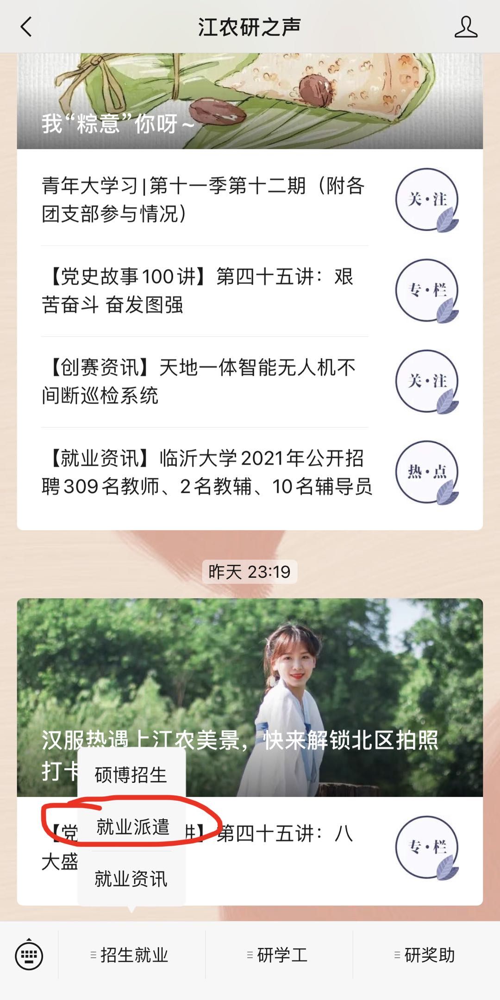 江农研之声
我“粽意”你呀~
青年大学习|第十一季第十二期（附各
团支部参与情况）
关·注
【党史故事100讲】第四十五讲：艰
苦奋斗 奋发图强
专·栏
【创赛资讯】天地一体智能无人机不
间断巡检系统
关·注
【就业资讯】临沂大学2021年公开招
聘309名教师、2名教辅、10名辅导员
热·点
昨天 23:19
汉服热遇上江农美景，快来解锁北区拍照
打卡
硕博招生
就业派遣
就业资讯
【党 讲】第四十五讲：八
大盛
专·栏
招生就业
研学工
研奖助